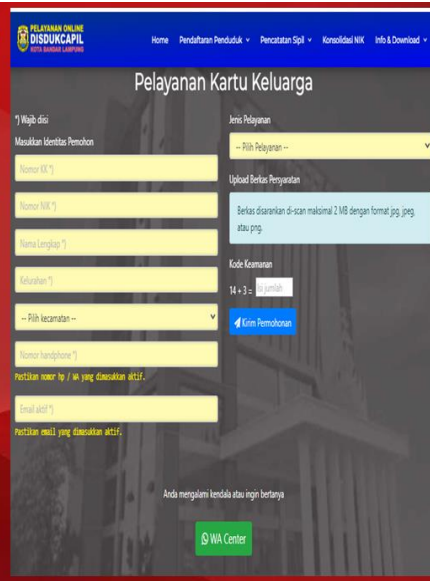 PELAYANAN ONLINE
DISDUKCAPIL
KOTA BANDAR LAMPUNG
Home Pendaftaran Penduduk Pencatatan Sipil Konsolidasi NIK Info & Download
Pelayanan Kartu Keluarga
*) Wajib diisi
Masukkan Identitas Pemohon
Nomor KK *)
Nomor NIK *)
Nama Lengkap *)
Kelurahan *)
-- Pilih kecamatan --
Nomor handphone *)
Pastikan nomor hp / WA yang dimasukkan aktif.
Email aktif *)
Pastikan email yang dimasukkan aktif.
Jenis Pelayanan
-- Pilih Pelayanan --
Upload Berkas Persyaratan
Berkas disarankan di-scan maksimal 2 MB dengan format jpg, jpeg,
atau png.
Kode Keamanan
14 + 3 = Isi jumlah
Kirim Permohonan
Anda mengalami kendala atau ingin bertanya
WA Center